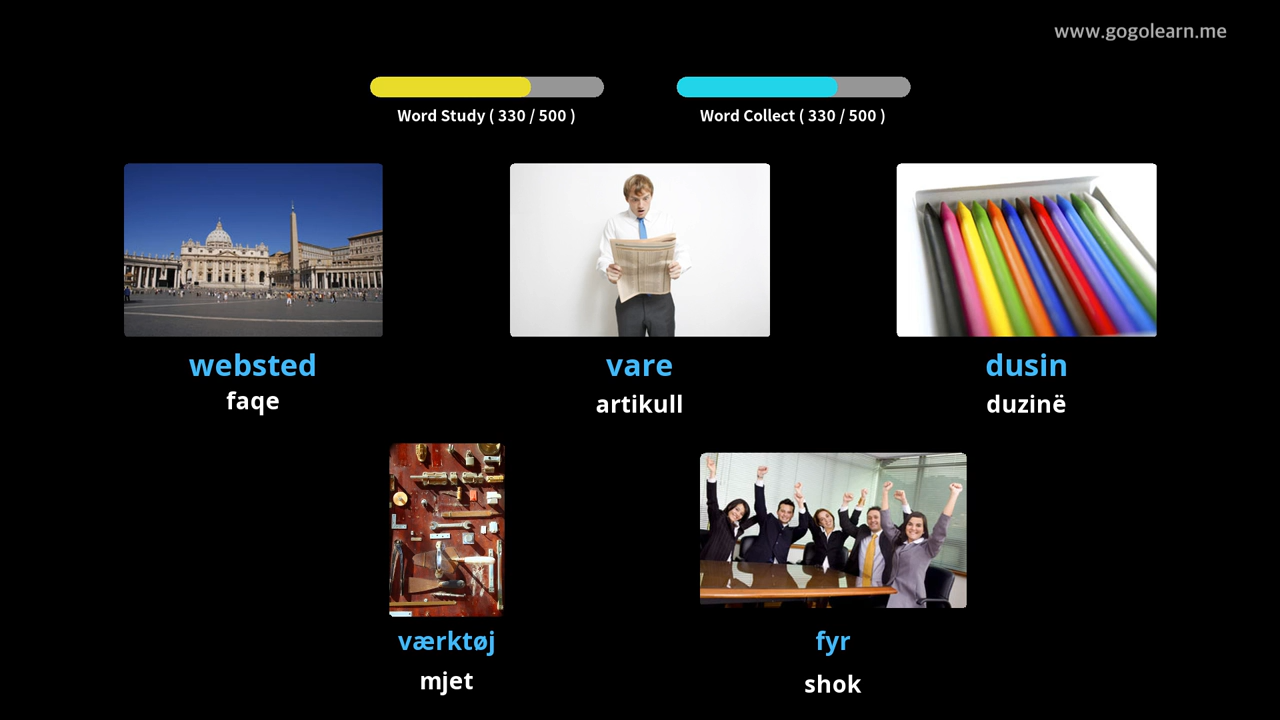 www.gogolearn.me
Word Study ( 330 / 500 )
Word Collect ( 330 / 500 )
websted
faqe
vare
artikull
dusin
duzinë
værktøj
mjet
fyr
shok